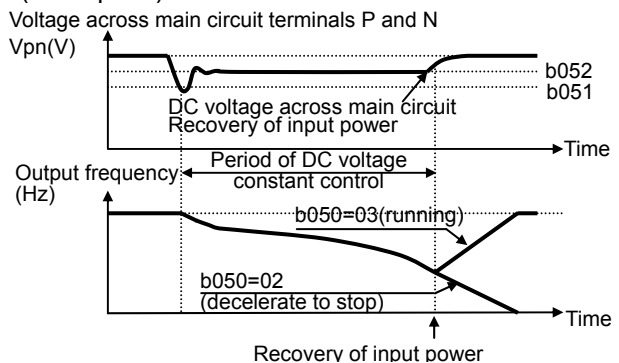 Voltage across main circuit terminals P and N
Vpn(V)
b052
b051
DC voltage across main circuit
Recovery of input power
Time
Period of DC voltage
constant control
Output frequency
(Hz)
b050=03(running)
b050=02
(decelerate to stop)
Time
Recovery of input power